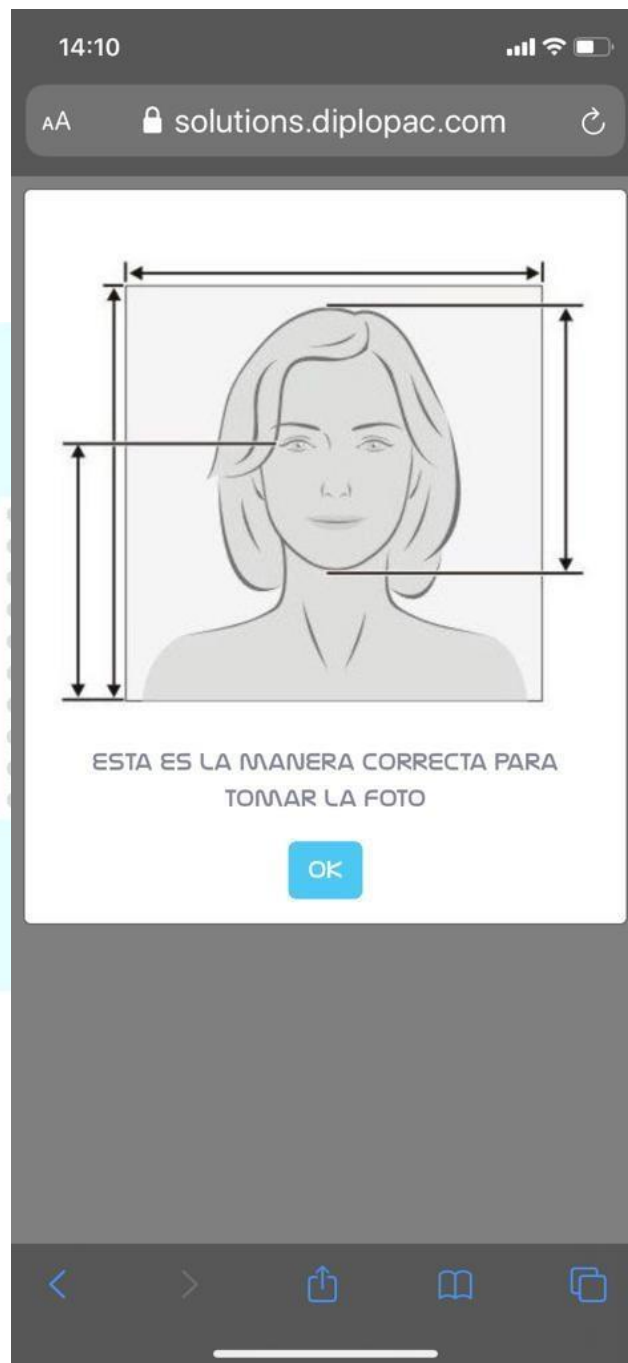 14:10
AA solutions.diplopac.com
ESTA ES LA MANERA CORRECTA PARA
TOMAR LA FOTO
OK